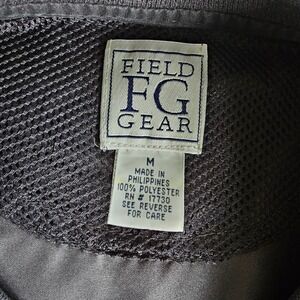 FIELD
FG
GEAR
M
MADE IN
PHILIPPINES
100% POLYESTER
RN # 17730
SEE REVERSE
FOR CARE